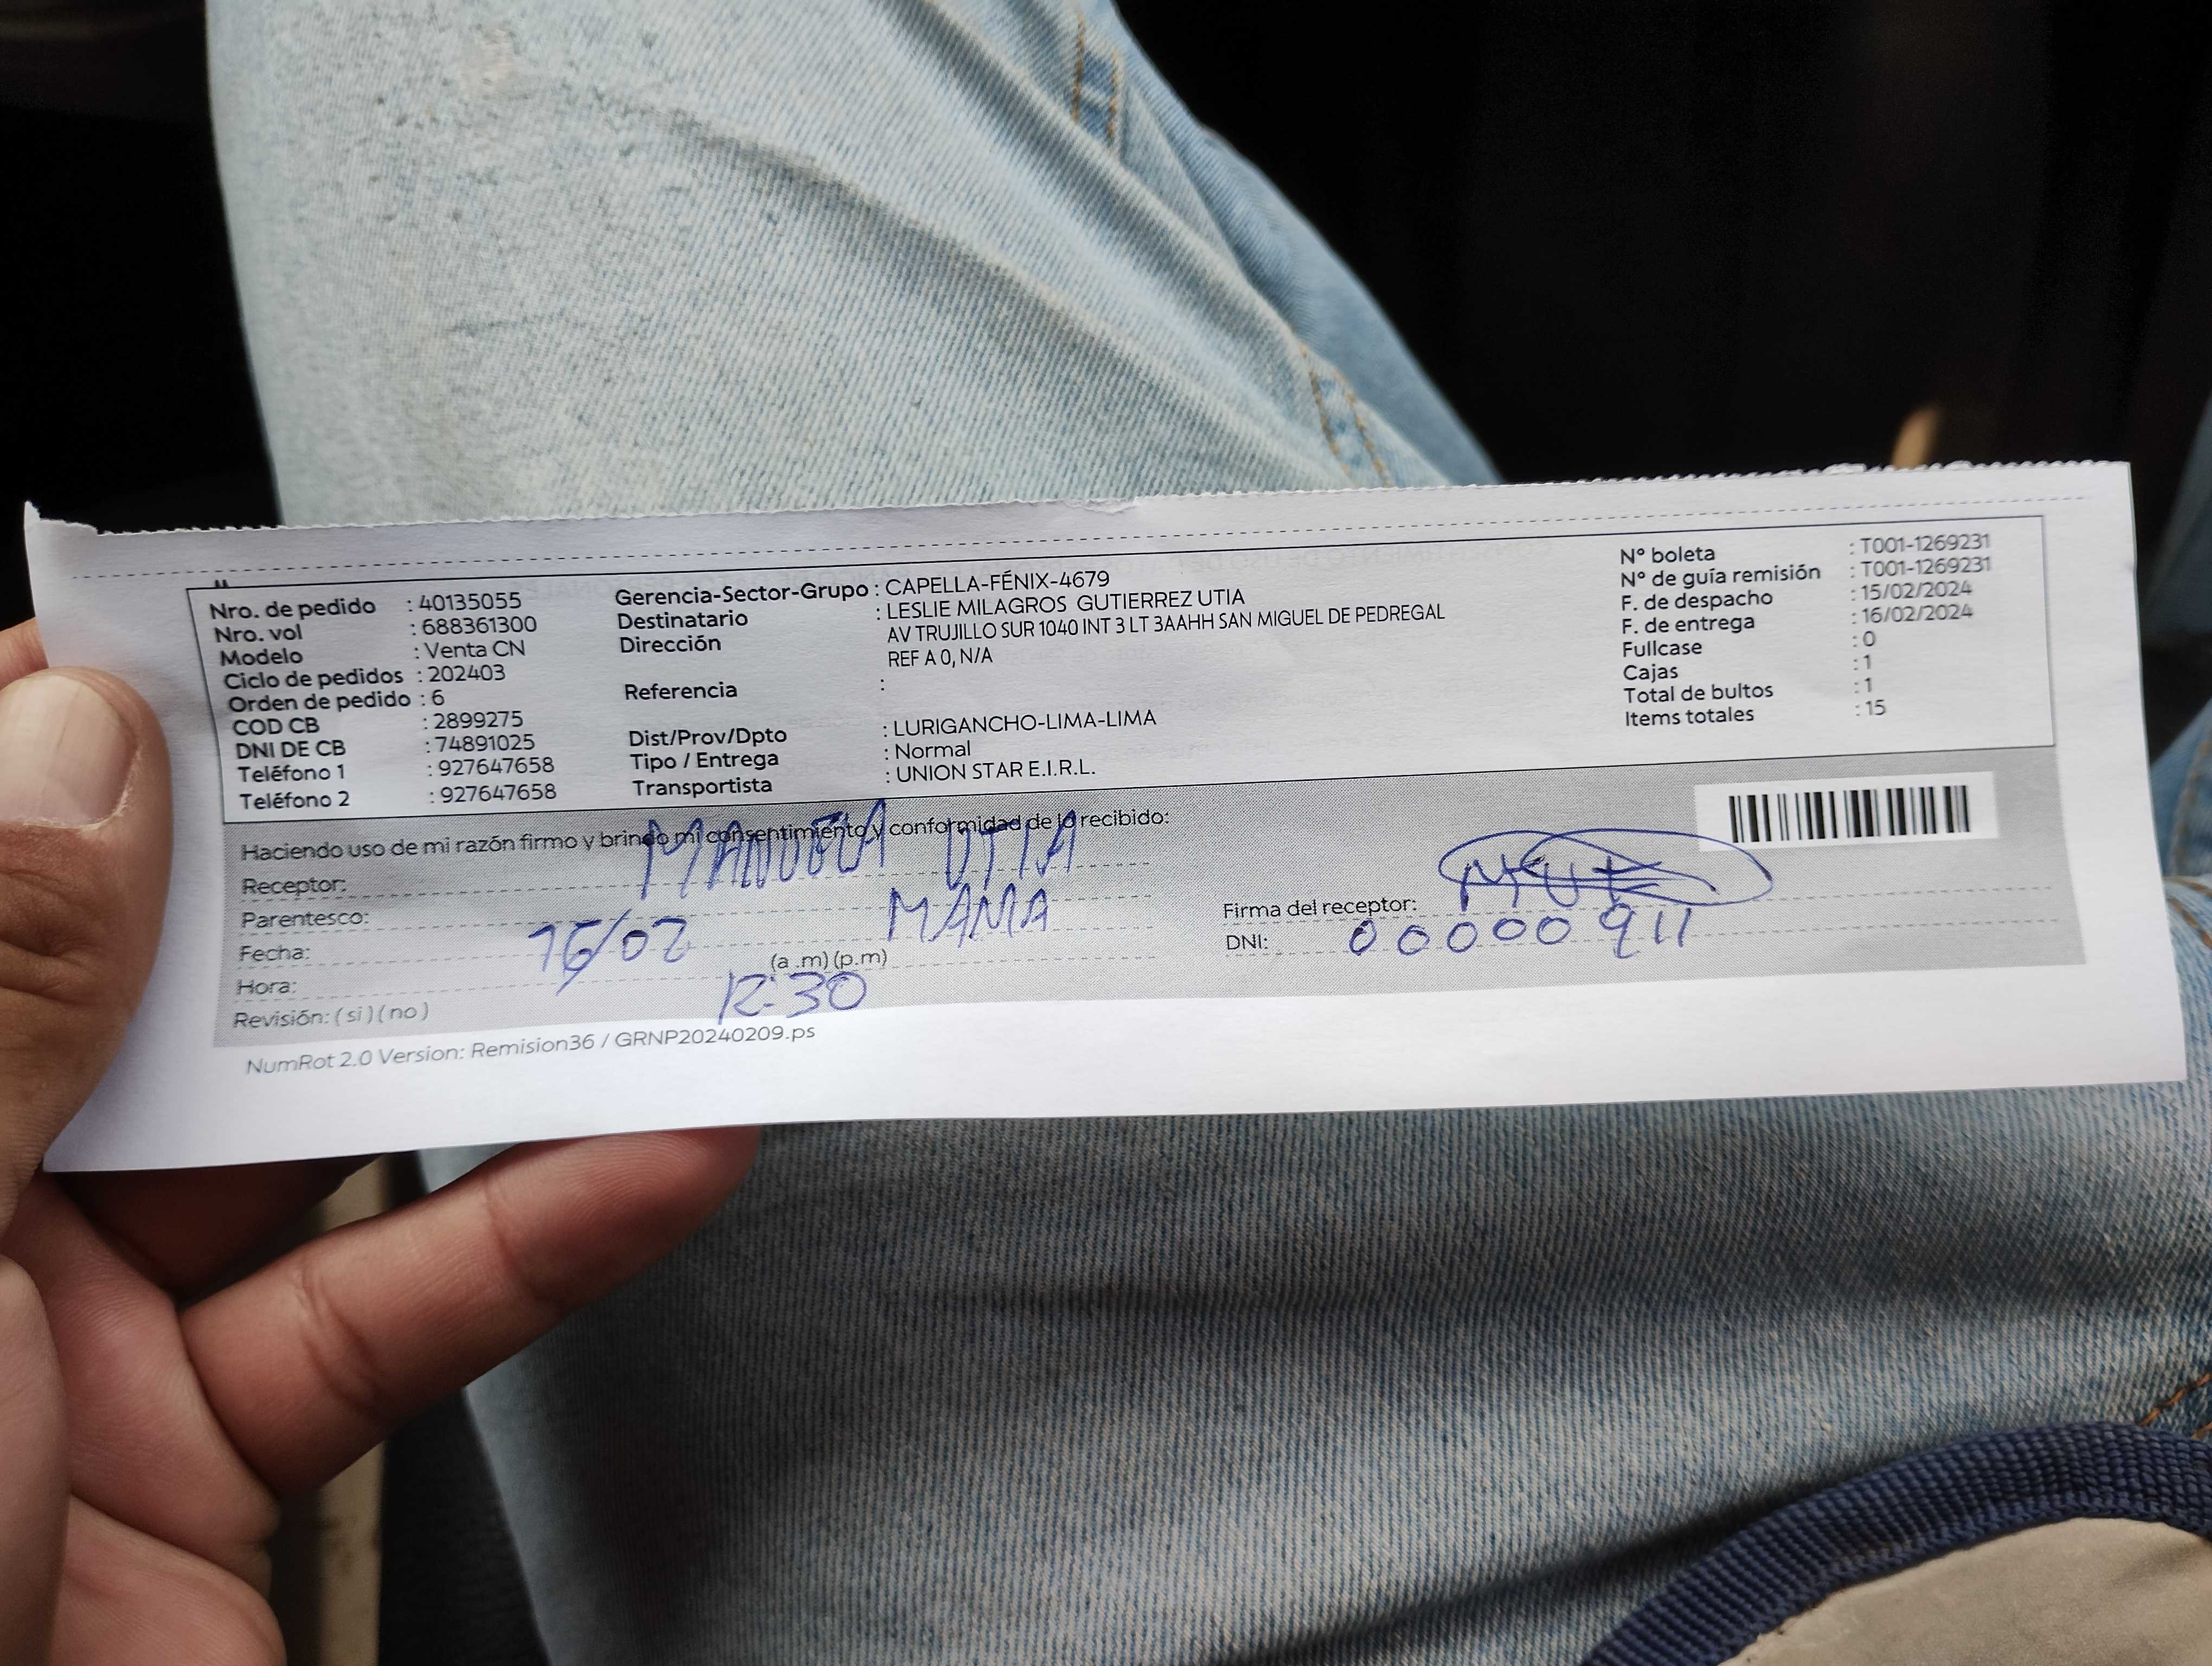 Nro. de pedido : 40135055
Nro. vol : 688361300
Modelo : Venta CN
Ciclo de pedidos : 202403
Orden de pedido : 6
COD CB : 2899275
DNI DE CB : 74891025
Teléfono 1 : 927647658
Teléfono 2 : 927647658
Gerencia-Sector-Grupo : CAPELLA-FÉNIX-4679
Destinatario : LESLIE MILAGROS GUTIERREZ UTIA
Dirección AV TRUJILLO SUR 1040 INT 3 LT 3AAHH SAN MIGUEL DE PEDREGAL
REF A 0, N/A
Referencia :
Dist/Prov/Dpto : LURIGANCHO-LIMA-LIMA
Tipo / Entrega : Normal
Transportista : UNION STAR E.I.R.L.
N° boleta : T001-1269231
N° de guía remisión : T001-1269231
F. de despacho : 15/02/2024
F. de entrega : 16/02/2024
Fullcase : 0
Cajas : 1
Total de bultos : 1
Items totales : 15
Haciendo uso de mi razón firmo y brindo mi consentimiento y conformidad de lo recibido:
Receptor: MANUELA UTIA
Parentesco: MAMA
Fecha: 16/02
Hora: 12:30 (a .m) (p.m)
Revisión: ( si ) ( no )
Firma del receptor:
DNI: 00000911
NumRot 2.0 Version: Remision36 / GRNP20240209.ps